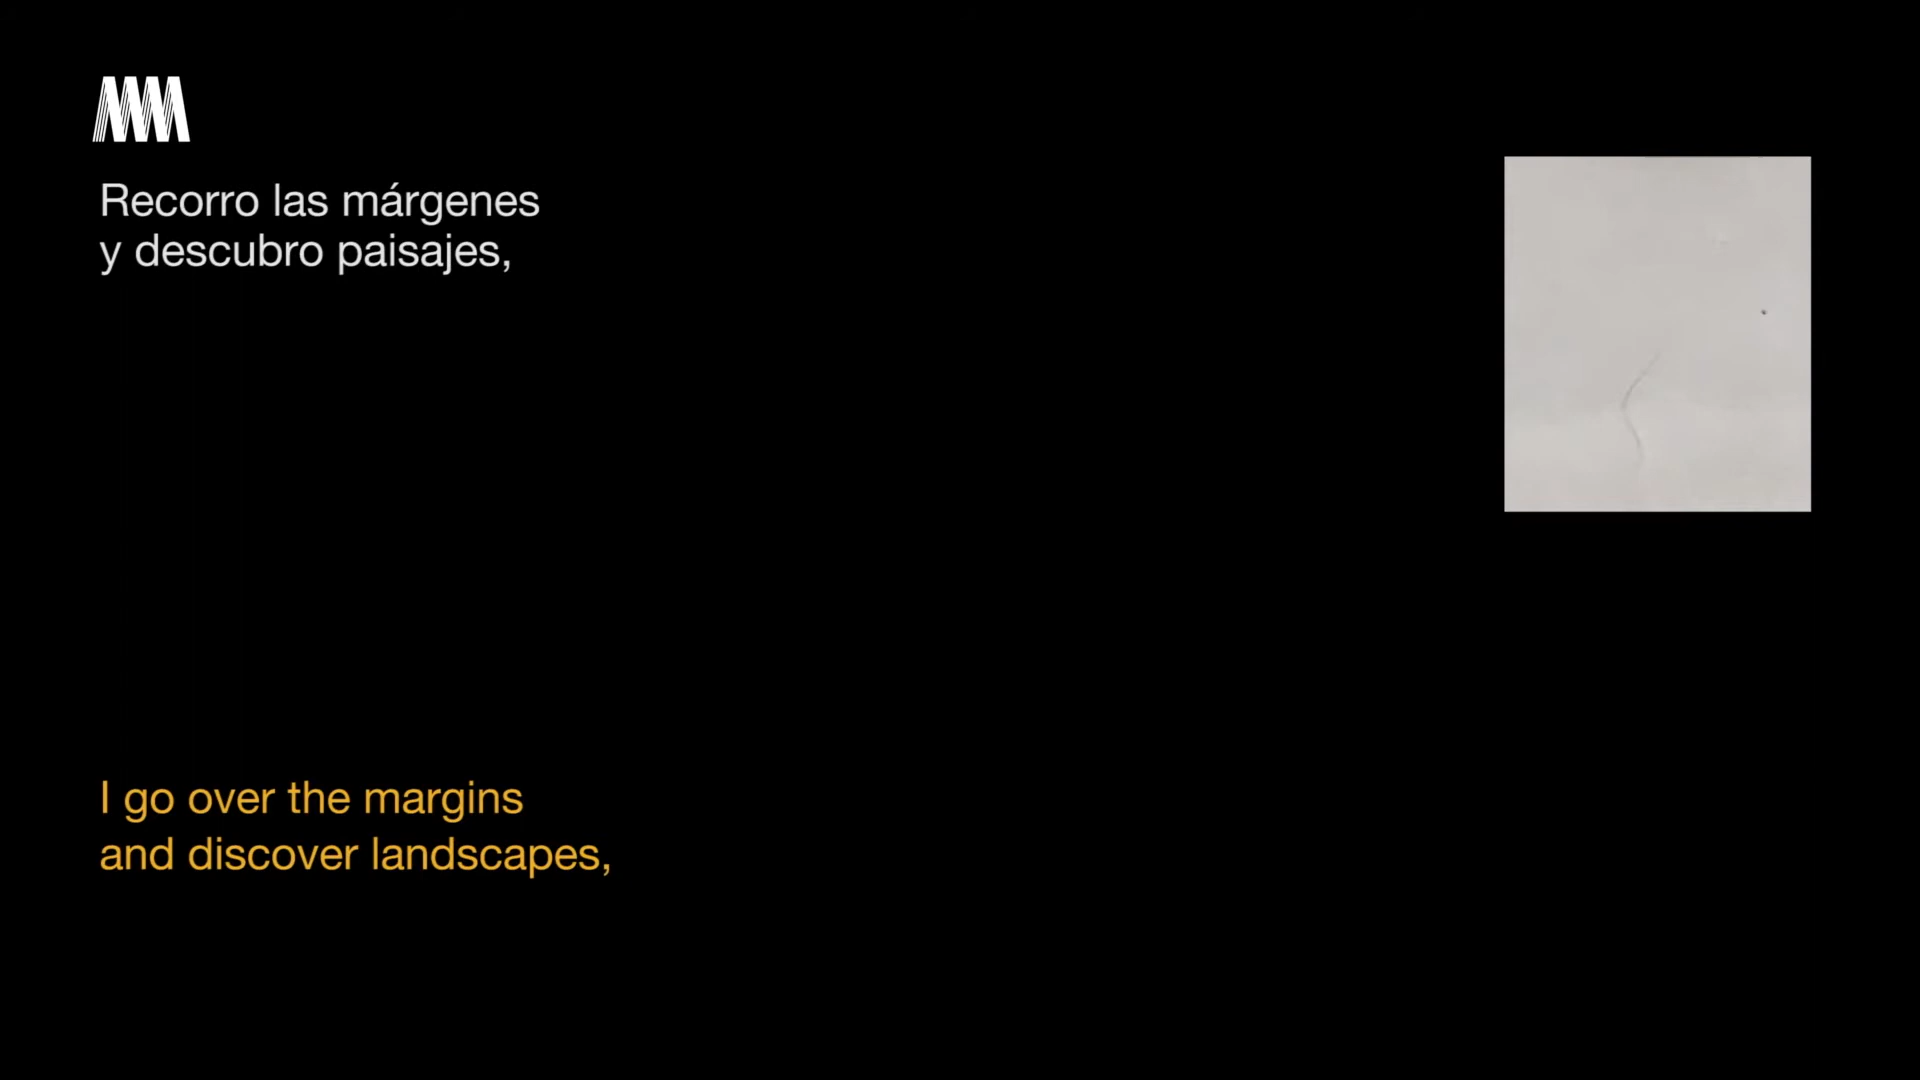 Recorro las márgenes
y descubro paisajes,
I go over the margins
and discover landscapes,